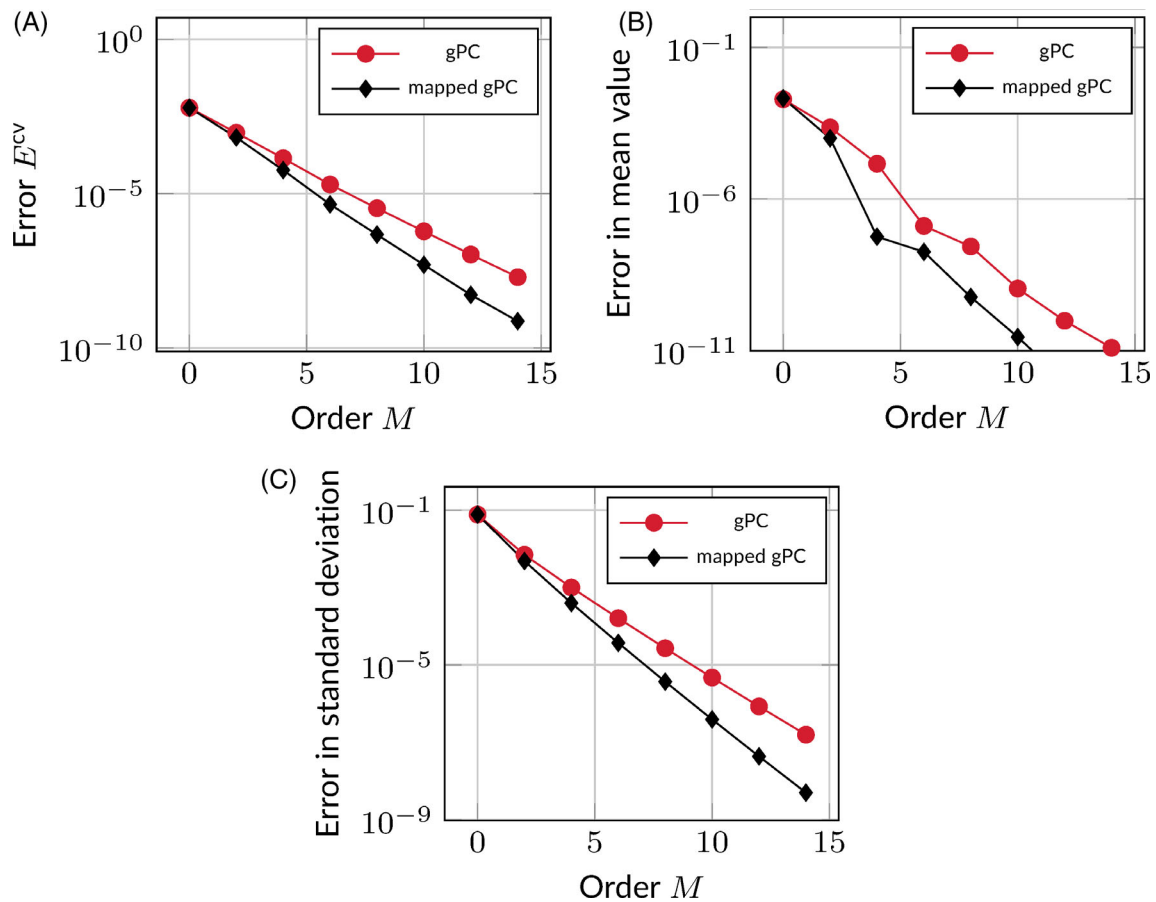 (A)
10^0
10^−5
10^−10
Error E^cv
gPC
mapped gPC
0
5
10
15
Order M
(B)
10^−1
10^−6
10^−11
Error in mean value
gPC
mapped gPC
0
5
10
15
Order M
(C)
10^−1
10^−5
10^−9
Error in standard deviation
gPC
mapped gPC
0
5
10
15
Order M